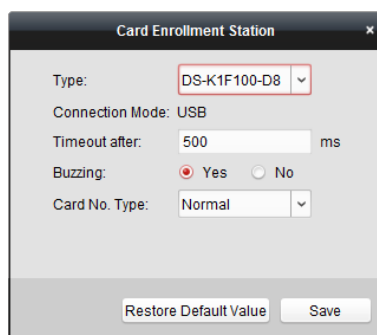 Card Enrollment Station ×
Type: DS-K1F100-D8
Connection Mode: USB
Timeout after: 500 ms
Buzzing: Yes No
Card No. Type: Normal
Restore Default Value Save